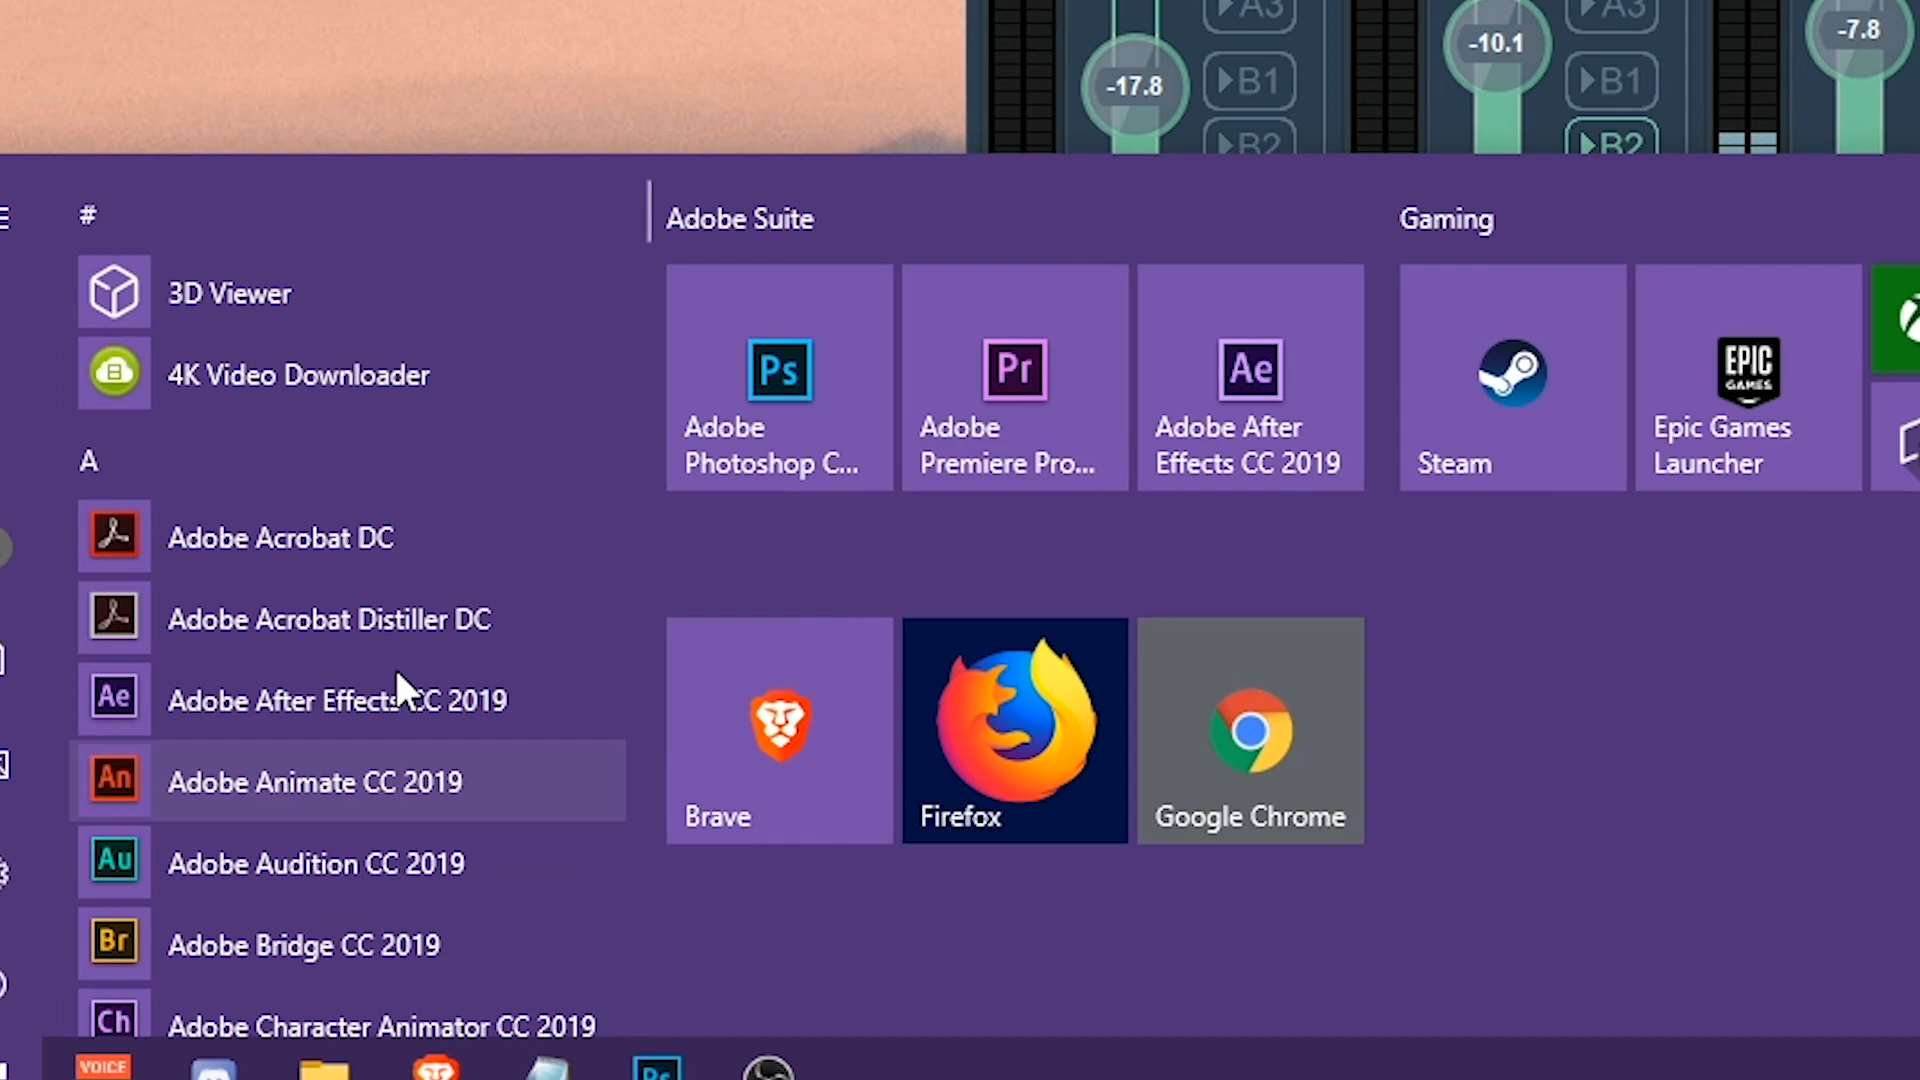 A3
A3
-7.8
-10.1
-17.8
B1
B1
B2
B2
#
Adobe Suite
Gaming
3D Viewer
4K Video Downloader
Ps
Pr
Ae
EPIC
GAMES
Adobe
Photoshop C...
Adobe
Premiere Pro...
Adobe After
Effects CC 2019
Steam
Epic Games
Launcher
A
Adobe Acrobat DC
Adobe Acrobat Distiller DC
Ae
Adobe After Effects CC 2019
An
Adobe Animate CC 2019
Au
Adobe Audition CC 2019
Br
Adobe Bridge CC 2019
Ch
Adobe Character Animator CC 2019
Brave
Firefox
Google Chrome
VOICE
Ps